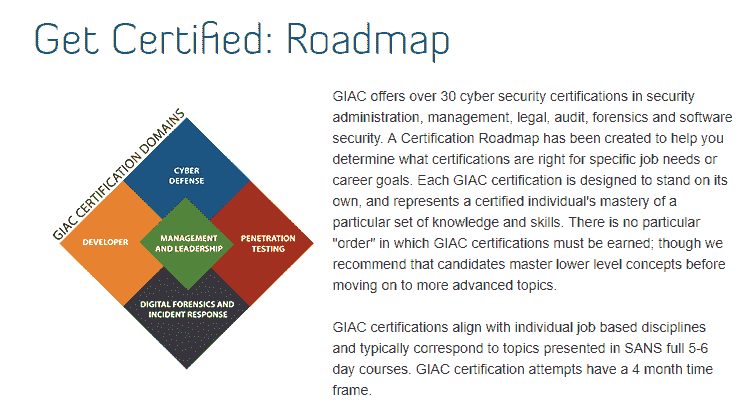 Get Certified: Roadmap
GIAC CERTIFICATION DOMAINS
CYBER
DEFENSE
DEVELOPER
MANAGEMENT
AND LEADERSHIP
PENETRATION
TESTING
DIGITAL FORENSICS AND
INCIDENT RESPONSE
GIAC offers over 30 cyber security certifications in security
administration, management, legal, audit, forensics and software
security. A Certification Roadmap has been created to help you
determine what certifications are right for specific job needs or
career goals. Each GIAC certification is designed to stand on its
own, and represents a certified individual's mastery of a
particular set of knowledge and skills. There is no particular
"order" in which GIAC certifications must be earned; though we
recommend that candidates master lower level concepts before
moving on to more advanced topics.
GIAC certifications align with individual job based disciplines
and typically correspond to topics presented in SANS full 5-6
day courses. GIAC certification attempts have a 4 month time
frame.